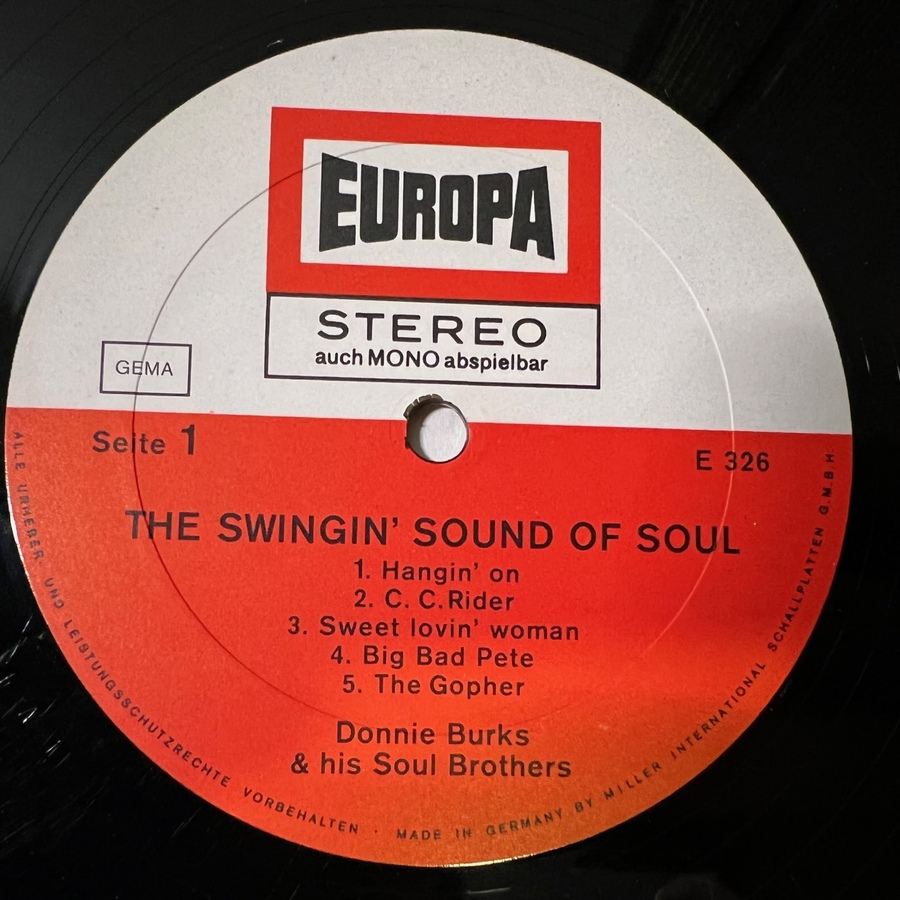 EUROPA
STEREO
auch MONO abspielbar
GEMA
Seite 1
E 326
THE SWINGIN' SOUND OF SOUL
1. Hangin' on
2. C. C. Rider
3. Sweet lovin' woman
4. Big Bad Pete
5. The Gopher
Donnie Burks
& his Soul Brothers
ALLE URHEBER- UND LEISTUNGSSCHUTZRECHTE VORBEHALTEN · MADE IN GERMANY BY MILLER INTERNATIONAL SCHALLPLATTEN G.M.B.H.